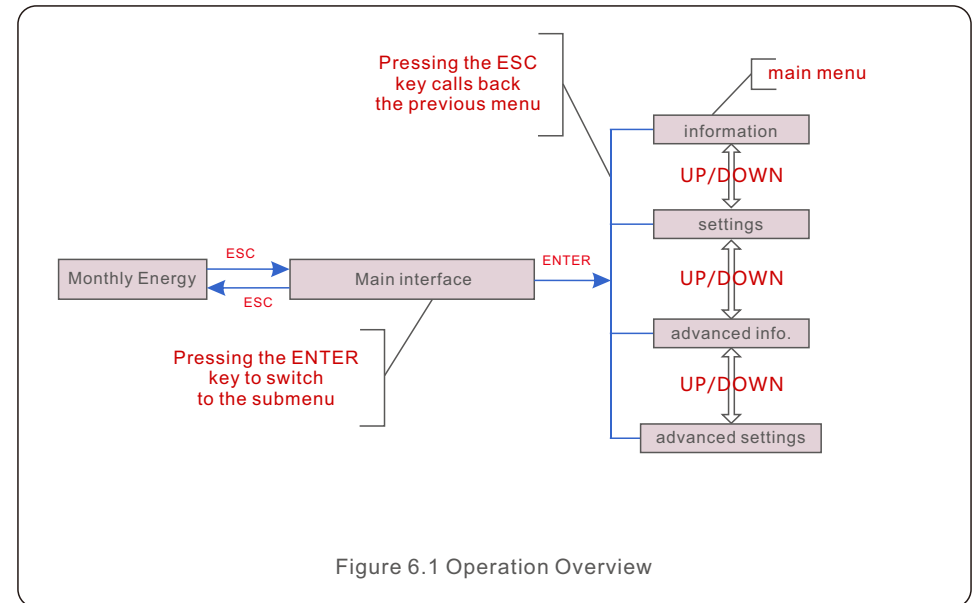 Pressing the ESC
key calls back
the previous menu
main menu
information
UP/DOWN
settings
ESC
ENTER
Monthly Energy
Main interface
UP/DOWN
ESC
advanced info.
Pressing the ENTER
key to switch
to the submenu
UP/DOWN
advanced settings
Figure 6.1 Operation Overview